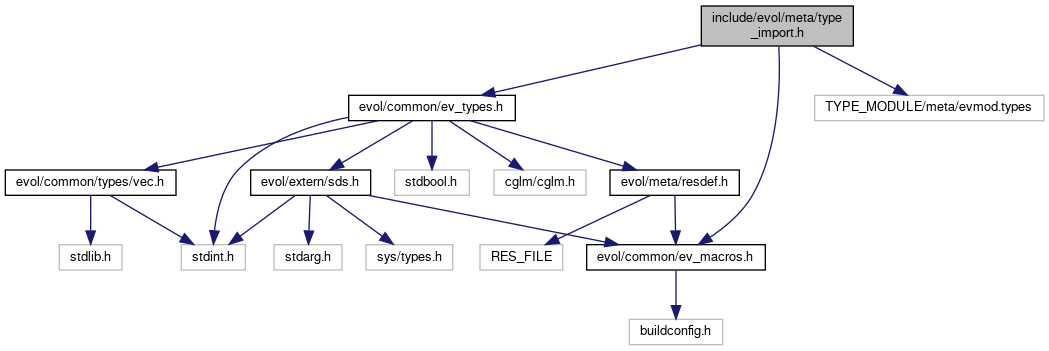 include/evol/meta/type
_import.h
evol/common/ev_types.h
TYPE_MODULE/meta/evmod.types
evol/common/types/vec.h
evol/extern/sds.h
stdbool.h
cglm/cglm.h
evol/meta/resdef.h
stdlib.h
stdint.h
stdarg.h
sys/types.h
RES_FILE
evol/common/ev_macros.h
buildconfig.h